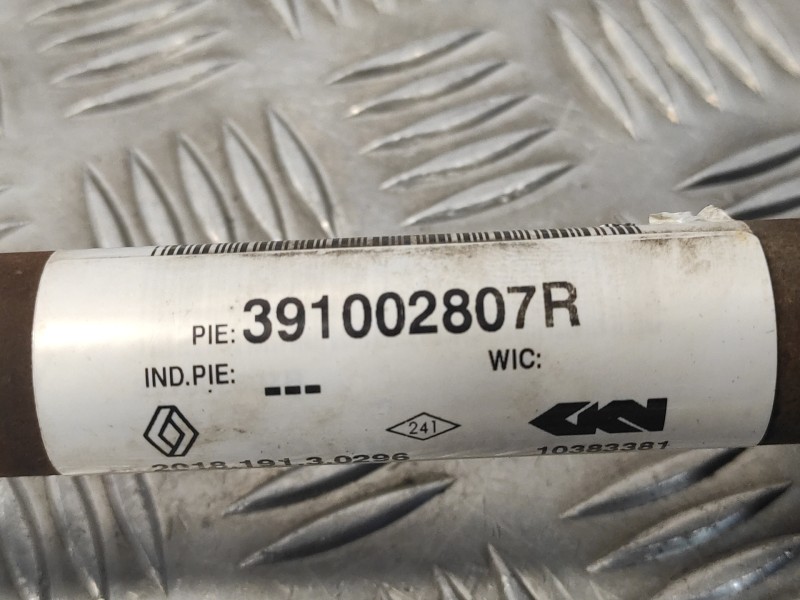 PIE: 391002807R
IND.PIE: --- WIC:
241 GKN
2018.191.3.0296 10383381